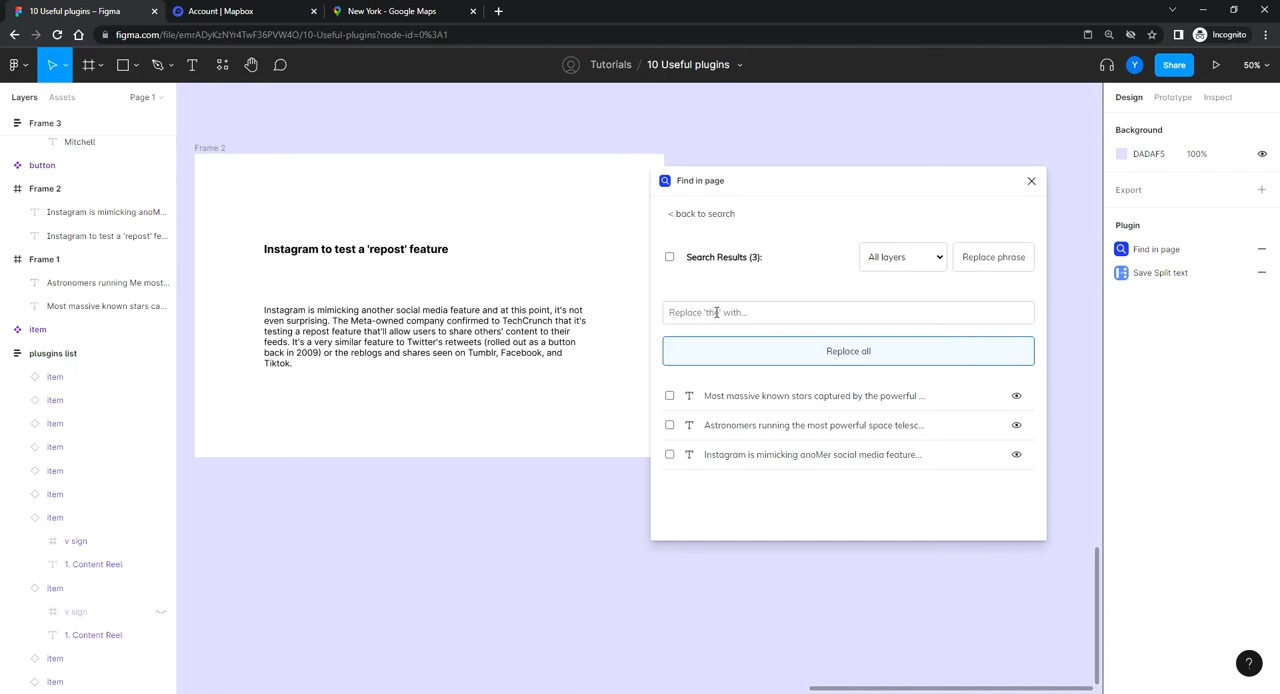 10 Useful plugins – Figma
Account | Mapbox
New York - Google Maps
figma.com/file/emrADyKzNYr4TwF36PVW4O/10-Useful-plugins?node-id=0%3A1
Incognito
Tutorials / 10 Useful plugins
Y
Share
50%
Layers
Assets
Page 1
Frame 3
Mitchell
button
Frame 2
Instagram is mimicking anoM...
Instagram to test a 'repost' fe...
Frame 1
Astronomers running Me most...
Most massive known stars ca...
item
plusgins list
item
item
item
item
item
item
item
v sign
1. Content Reel
item
v sign
1. Content Reel
item
item
Frame 2
Instagram to test a 'repost' feature
Instagram is mimicking another social media feature and at this point, it's not
even surprising. The Meta-owned company confirmed to TechCrunch that it's
testing a repost feature that'll allow users to share others' content to their
feeds. It's a very similar feature to Twitter's retweets (rolled out as a button
back in 2009) or the reblogs and shares seen on Tumblr, Facebook, and
Tiktok.
Find in page
< back to search
Search Results (3):
All layers
Replace phrase
Replace 'the' with...
Replace all
Most massive known stars captured by the powerful ...
Astronomers running the most powerful space telesc...
Instagram is mimicking anoMer social media feature...
Design
Prototype
Inspect
Background
DADAF5
100%
Export
Plugin
Find in page
Save Split text
?